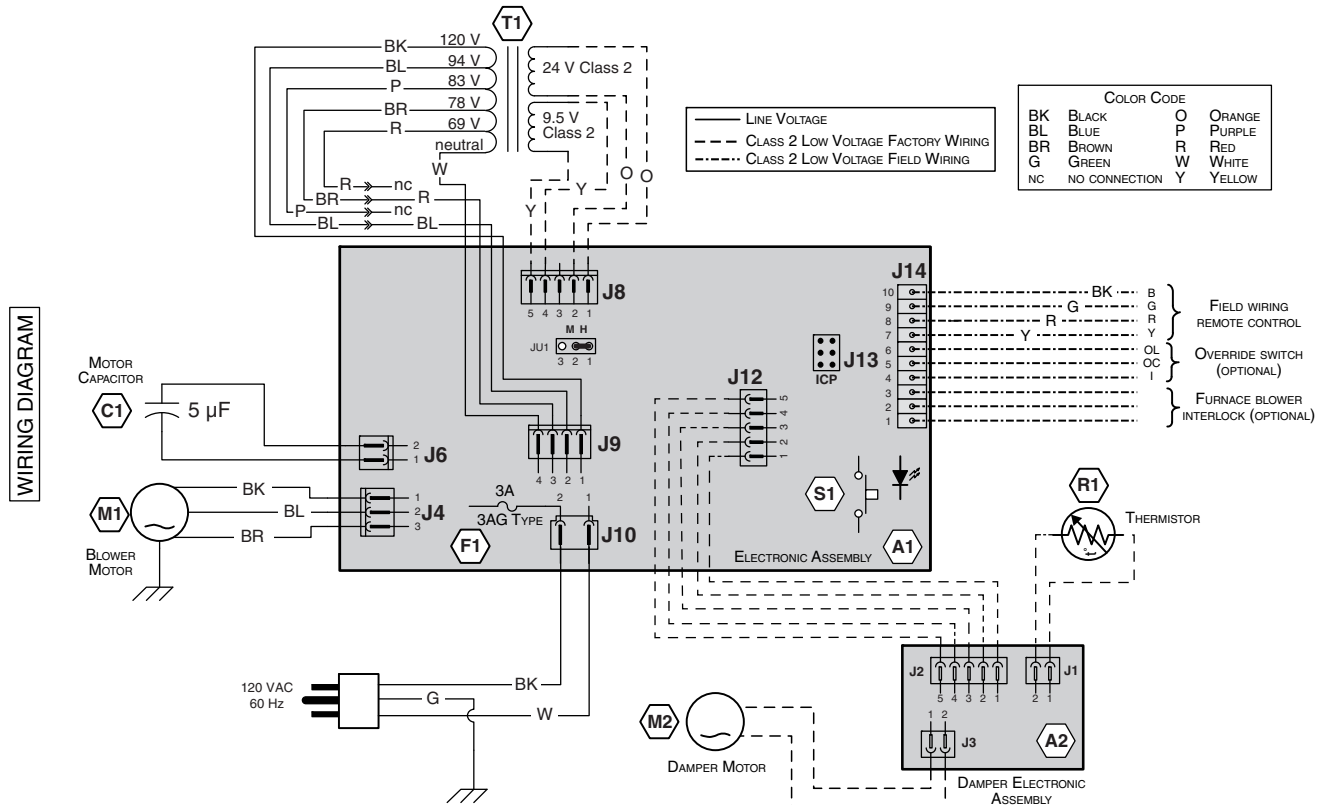 WIRING DIAGRAM
T1
BK 120 V
BL 94 V
P 83 V
BR 78 V
R 69 V
neutral
W
24 V Class 2
9.5 V
Class 2
R nc
BR R
P nc
BL BL
Y Y O O
LINE VOLTAGE
CLASS 2 LOW VOLTAGE FACTORY WIRING
CLASS 2 LOW VOLTAGE FIELD WIRING
COLOR CODE
BK BLACK O ORANGE
BL BLUE P PURPLE
BR BROWN R RED
G GREEN W WHITE
NC NO CONNECTION Y YELLOW
J8
5 4 3 2 1
M H
JU1
3 2 1
J9
4 3 2 1
J14
10
9
8
7
6
5
4
3
2
1
BK B
G G
R R
Y Y
OL
OC
I
FIELD WIRING
REMOTE CONTROL
OVERRIDE SWITCH
(OPTIONAL)
FURNACE BLOWER
INTERLOCK (OPTIONAL)
J13
ICP
J12
5
4
3
2
1
MOTOR
CAPACITOR
C1
5 µF
2
1
J6
M1
BLOWER
MOTOR
BK
BL
BR
1
2
3
J4
3A
3AG TYPE
F1
2 1
J10
S1
A1
ELECTRONIC ASSEMBLY
R1
THERMISTOR
t°
120 VAC
60 Hz
BK
G
W
M2
DAMPER MOTOR
J2
5 4 3 2 1
J1
2 1
1 2
J3
A2
DAMPER ELECTRONIC
ASSEMBLY